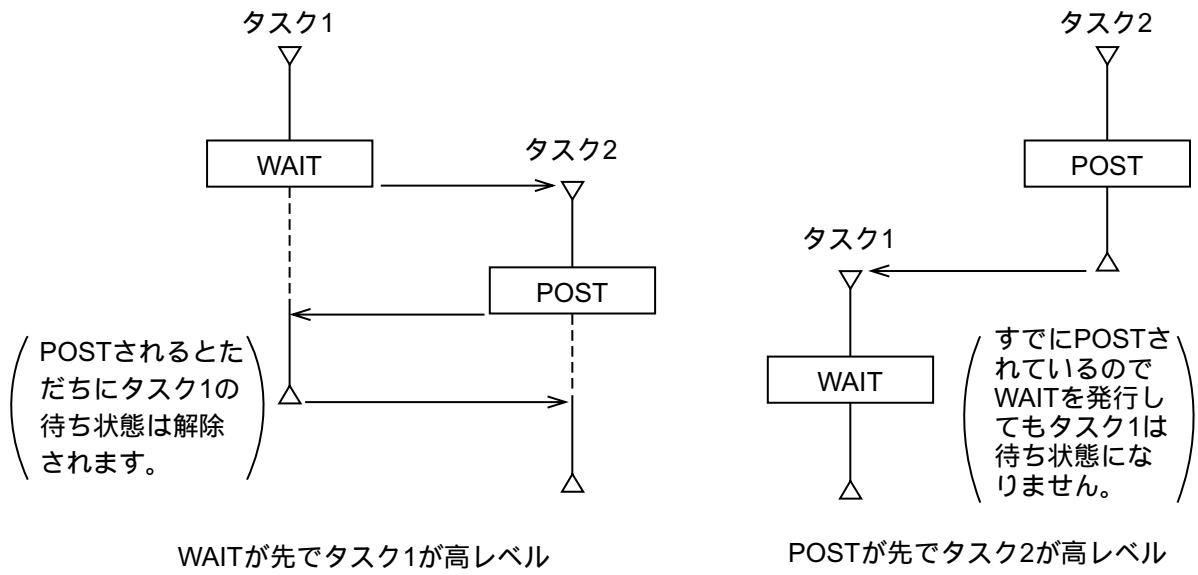 タスク1
WAIT
タスク2
POST
POSTされるとた
だちにタスク1の
待ち状態は解除
されます。
WAITが先でタスク1が高レベル
タスク2
POST
タスク1
WAIT
すでにPOSTさ
れているので
WAITを発行し
てもタスク1は
待ち状態にな
りません。
POSTが先でタスク2が高レベル